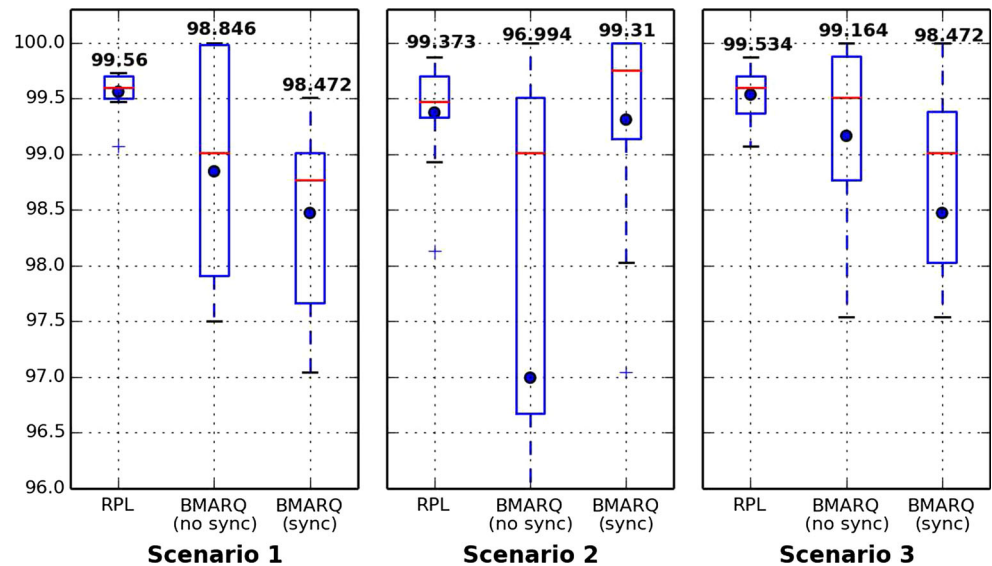 99.56
98.846
98.472
99.373
96.994
99.31
99.534
99.164
98.472
100.0
99.5
99.0
98.5
98.0
97.5
97.0
96.5
96.0
RPL
BMARQ
(no sync)
BMARQ
(sync)
RPL
BMARQ
(no sync)
BMARQ
(sync)
RPL
BMARQ
(no sync)
BMARQ
(sync)
Scenario 1
Scenario 2
Scenario 3